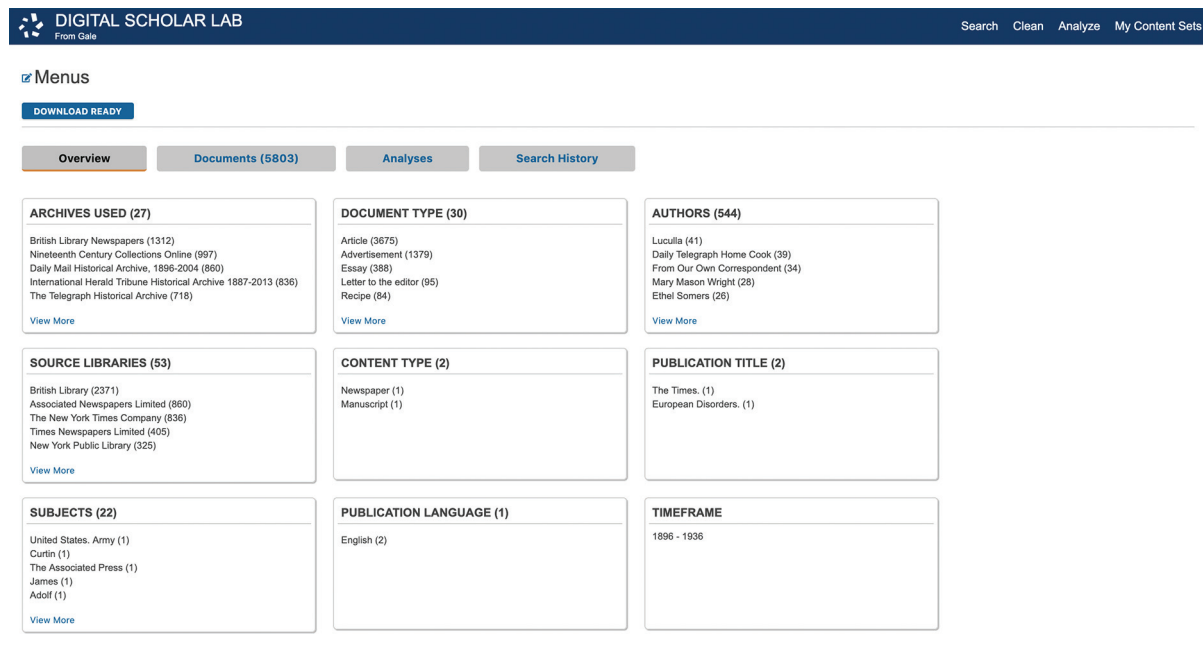 DIGITAL SCHOLAR LAB
From Gale
Search Clean Analyze My Content Sets
Menus
DOWNLOAD READY
Overview Documents (5803) Analyses Search History
ARCHIVES USED (27)
British Library Newspapers (1312)
Nineteenth Century Collections Online (997)
Daily Mail Historical Archive, 1896-2004 (860)
International Herald Tribune Historical Archive 1887-2013 (836)
The Telegraph Historical Archive (718)
View More
DOCUMENT TYPE (30)
Article (3675)
Advertisement (1379)
Essay (388)
Letter to the editor (95)
Recipe (84)
View More
AUTHORS (544)
Luculla (41)
Daily Telegraph Home Cook (39)
From Our Own Correspondent (34)
Mary Mason Wright (28)
Ethel Somers (26)
View More
SOURCE LIBRARIES (53)
British Library (2371)
Associated Newspapers Limited (860)
The New York Times Company (836)
Times Newspapers Limited (405)
New York Public Library (325)
View More
CONTENT TYPE (2)
Newspaper (1)
Manuscript (1)
PUBLICATION TITLE (2)
The Times. (1)
European Disorders. (1)
SUBJECTS (22)
United States. Army (1)
Curtin (1)
The Associated Press (1)
James (1)
Adolf (1)
View More
PUBLICATION LANGUAGE (1)
English (2)
TIMEFRAME
1896 - 1936